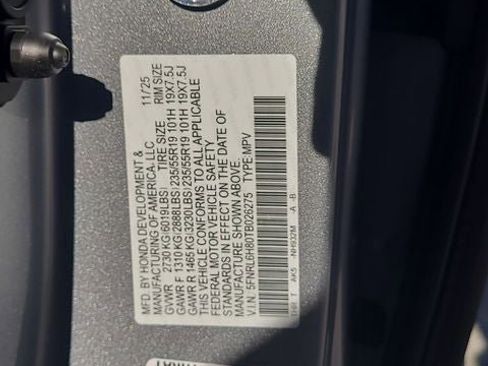 MFD. BY HONDA DEVELOPMENT & 11/25
MANUFACTURING OF AMERICA, LLC
TIRE SIZE RIM SIZE
GVWR 2730 KG(6019LBS)
GAWR F 1310 KG(2888LBS)235/55R19 101H 19X7.5J
GAWR R 1465 KG(3230LBS)235/55R19 101H 19X7.5J
THIS VEHICLE CONFORMS TO ALL APPLICABLE
FEDERAL MOTOR VEHICLE SAFETY
STANDARDS IN EFFECT ON THE DATE OF
MANUFACTURE SHOWN ABOVE.
V.I.N. 5FNRL6H80TB026275 TYPE MPV
T AK5 -NH932M A -B